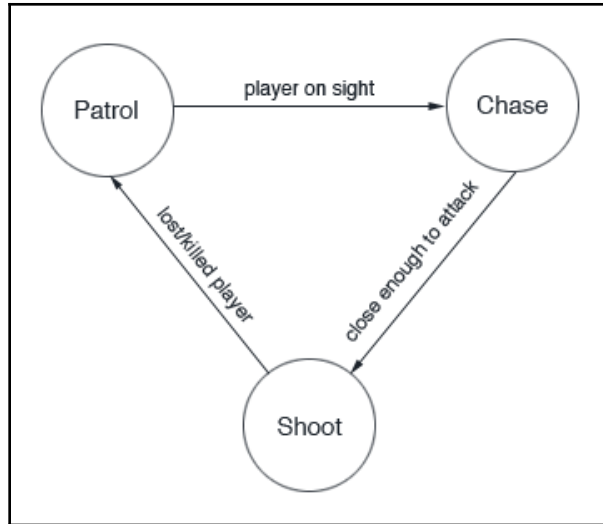 Patrol
player on sight
Chase
lost/killed player
close enough to attack
Shoot